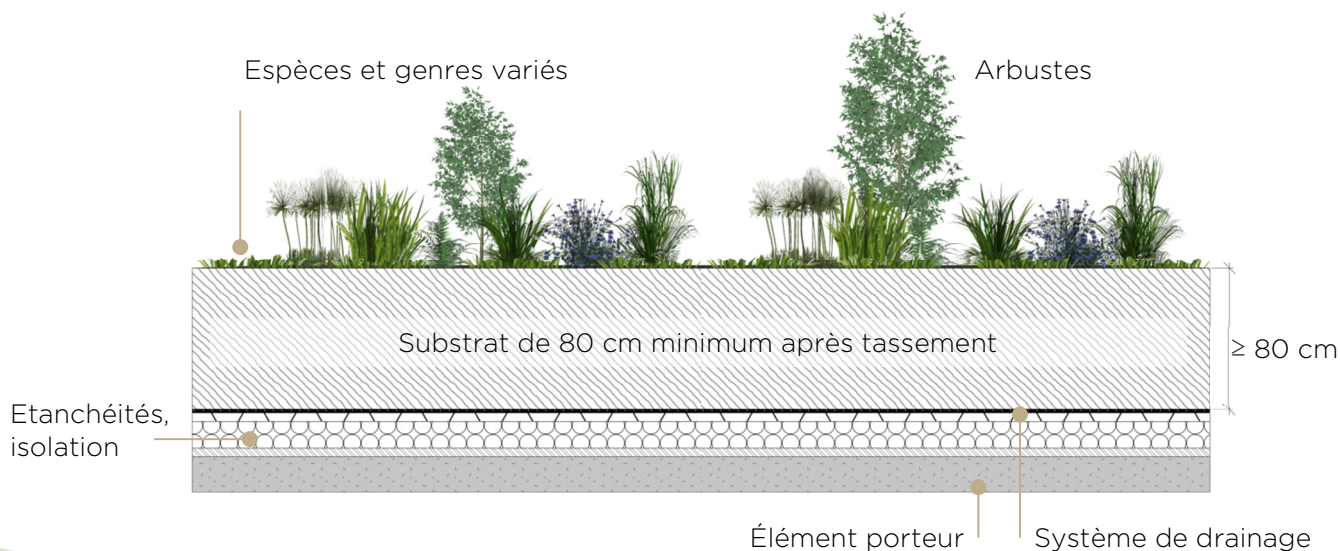 Espèces et genres variés
Arbustes
Substrat de 80 cm minimum après tassement
≥ 80 cm
Etanchéités,
isolation
Élément porteur
Système de drainage